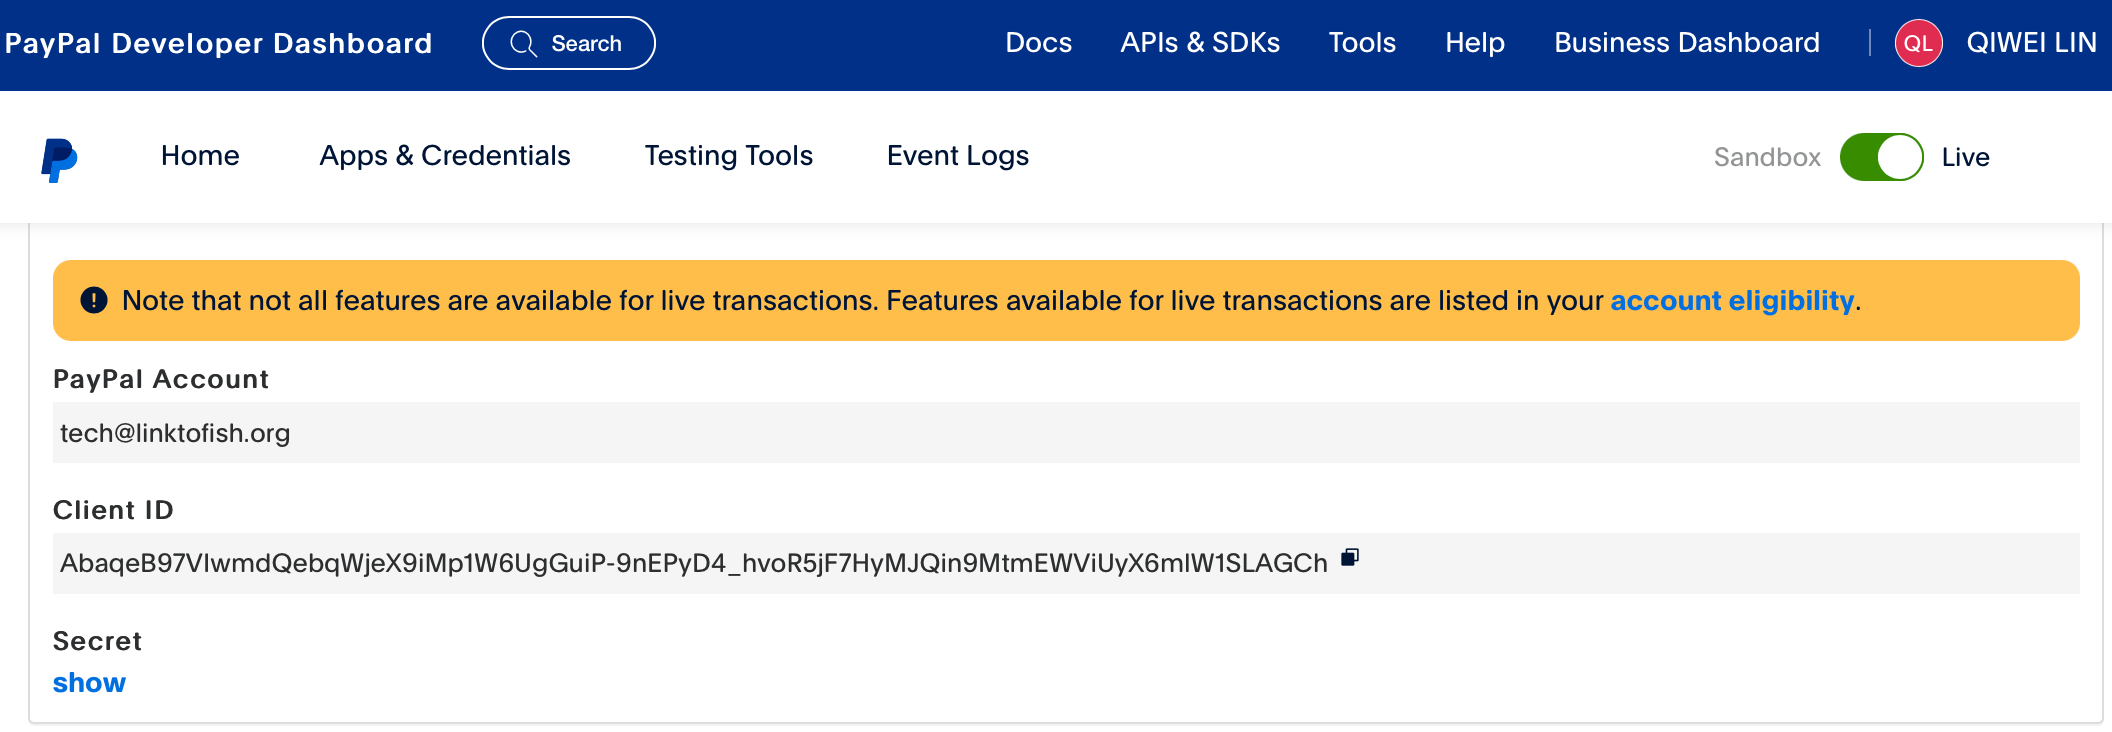 PayPal Developer Dashboard Search Docs APIs & SDKs Tools Help Business Dashboard QL QIWEI LIN
Home Apps & Credentials Testing Tools Event Logs Sandbox Live
Note that not all features are available for live transactions. Features available for live transactions are listed in your account eligibility.
PayPal Account
tech@linktofish.org
Client ID
AbaqeB97VlwmdQebqWjeX9iMp1W6UgGuiP-9nEPyD4_hvoR5jF7HyMJQin9MtmEWViUyX6mlW1SLAGCh
Secret
show